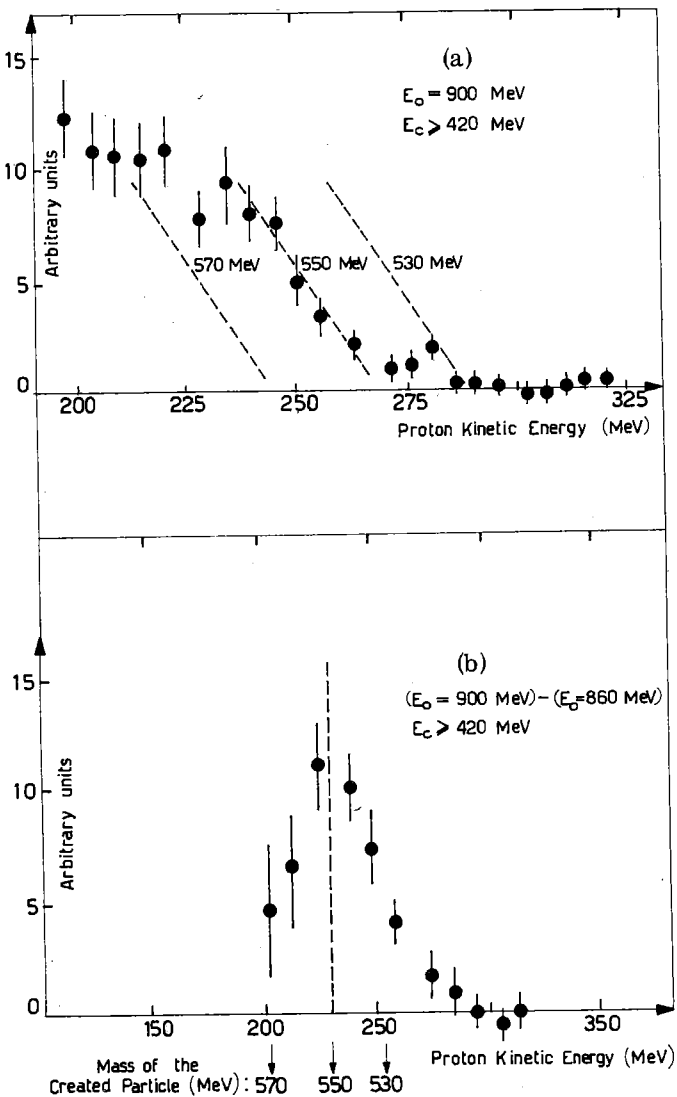 (a)
E₀ = 900 MeV
E_c ⩾ 420 MeV
15
10
5
0
Arbitrary units
570 MeV
550 MeV
530 MeV
200 225 250 275 325
Proton Kinetic Energy (MeV)
(b)
(E₀ = 900 MeV) – (E₀=860 MeV)
E_c ⩾ 420 MeV
15
10
5
0
Arbitrary units
150 200 250 350
Proton Kinetic Energy (MeV)
Mass of the
Created Particle (MeV): 570 550 530